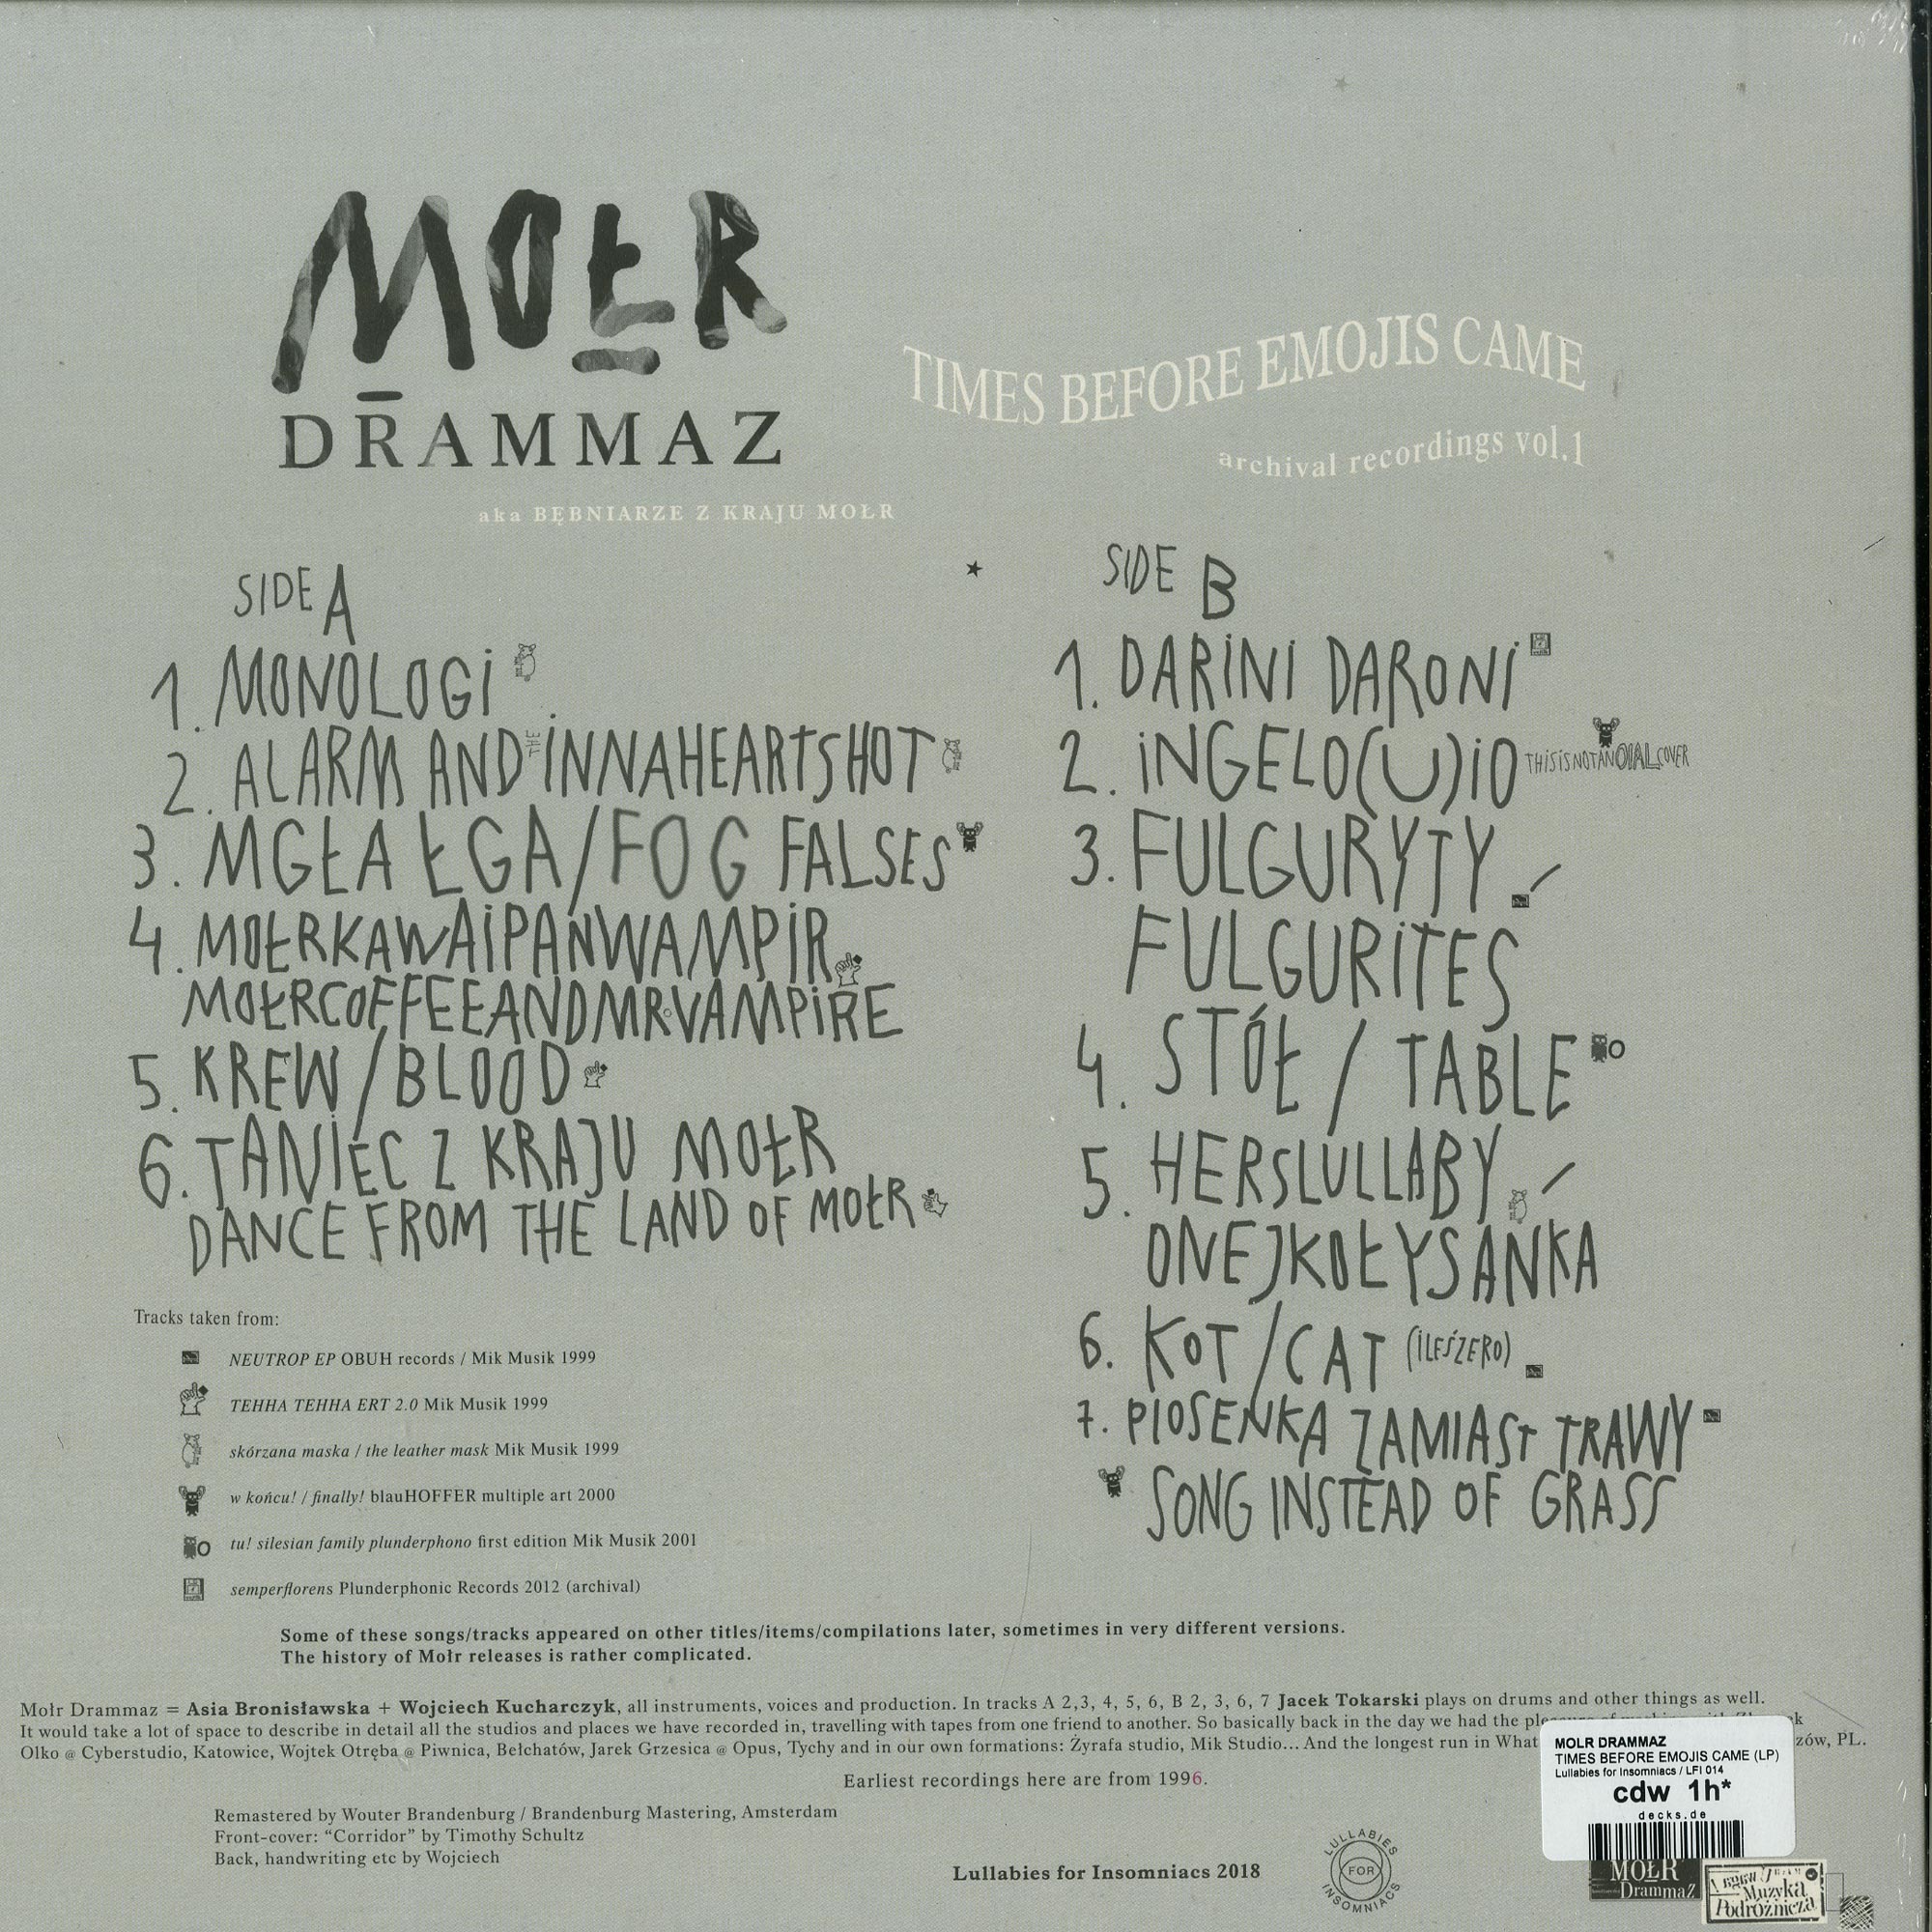 MOŁR
DRAMMAZ
aka BĘBNIARZE Z KRAJU MOŁR
TIMES BEFORE EMOJIS CAME
archival recordings vol.1
SIDE A
1. MONOLOGI
2. ALARM AND THE INNAHEARTSHOT
3. MGŁA ŁGA/FOG FALSES
4. MOŁRKAWAIPANWAMPIR
MOŁRCOFFEEANDMR.VAMPIRE
5. KREW/BLOOD
6. TANIEC Z KRAJU MOŁR
DANCE FROM THE LAND OF MOŁR
SIDE B
1. DARINI DARONI
2. INGELO(U)IO THISISNOTANOIALCOVER
3. FULGURYTY /
FULGURITES
4. STÓŁ / TABLE
5. HERSLULLABY /
ONEJKOŁYSANKA
6. KOT/CAT (ILEŚZERO)
7. PIOSENKA ZAMIAST TRAWY
SONG INSTEAD OF GRASS
Tracks taken from:
NEUTROP EP OBUH records / Mik Musik 1999
TEHHA TEHHA ERT 2.0 Mik Musik 1999
skórzana maska / the leather mask Mik Musik 1999
w końcu! / finally! blauHOFFER multiple art 2000
tu! silesian family plunderphono first edition Mik Musik 2001
semperflorens Plunderphonic Records 2012 (archival)
Some of these songs/tracks appeared on other titles/items/compilations later, sometimes in very different versions.
The history of Mołr releases is rather complicated.
Mołr Drammaz = Asia Bronisławska + Wojciech Kucharczyk, all instruments, voices and production. In tracks A 2,3, 4, 5, 6, B 2, 3, 6, 7 Jacek Tokarski plays on drums and other things as well.
It would take a lot of space to describe in detail all the studios and places we have recorded in, travelling with tapes from one friend to another. So basically back in the day we had the
Olko @ Cyberstudio, Katowice, Wojtek Otręba @ Piwnica, Bełchatów, Jarek Grzesica @ Opus, Tychy and in our own formations: Żyrafa studio, Mik Studio... And the longest run in What zów, PL.
Earliest recordings here are from 1996.
Remastered by Wouter Brandenburg / Brandenburg Mastering, Amsterdam
Front-cover: “Corridor” by Timothy Schultz
Back, handwriting etc by Wojciech
Lullabies for Insomniacs 2018
LULLABIES
FOR
INSOMNIACS
MOLR DRAMMAZ
TIMES BEFORE EMOJIS CAME (LP)
Lullabies for Insomniacs / LFI 014
cdw 1h*
decks.de
MOŁR
DrammaZ
Muzyka
Podróżnicza